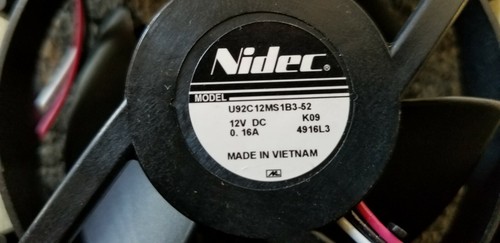 Nidec®
MODEL
U92C12MS1B3-52
12V DC K09
0.16A 4916L3
MADE IN VIETNAM